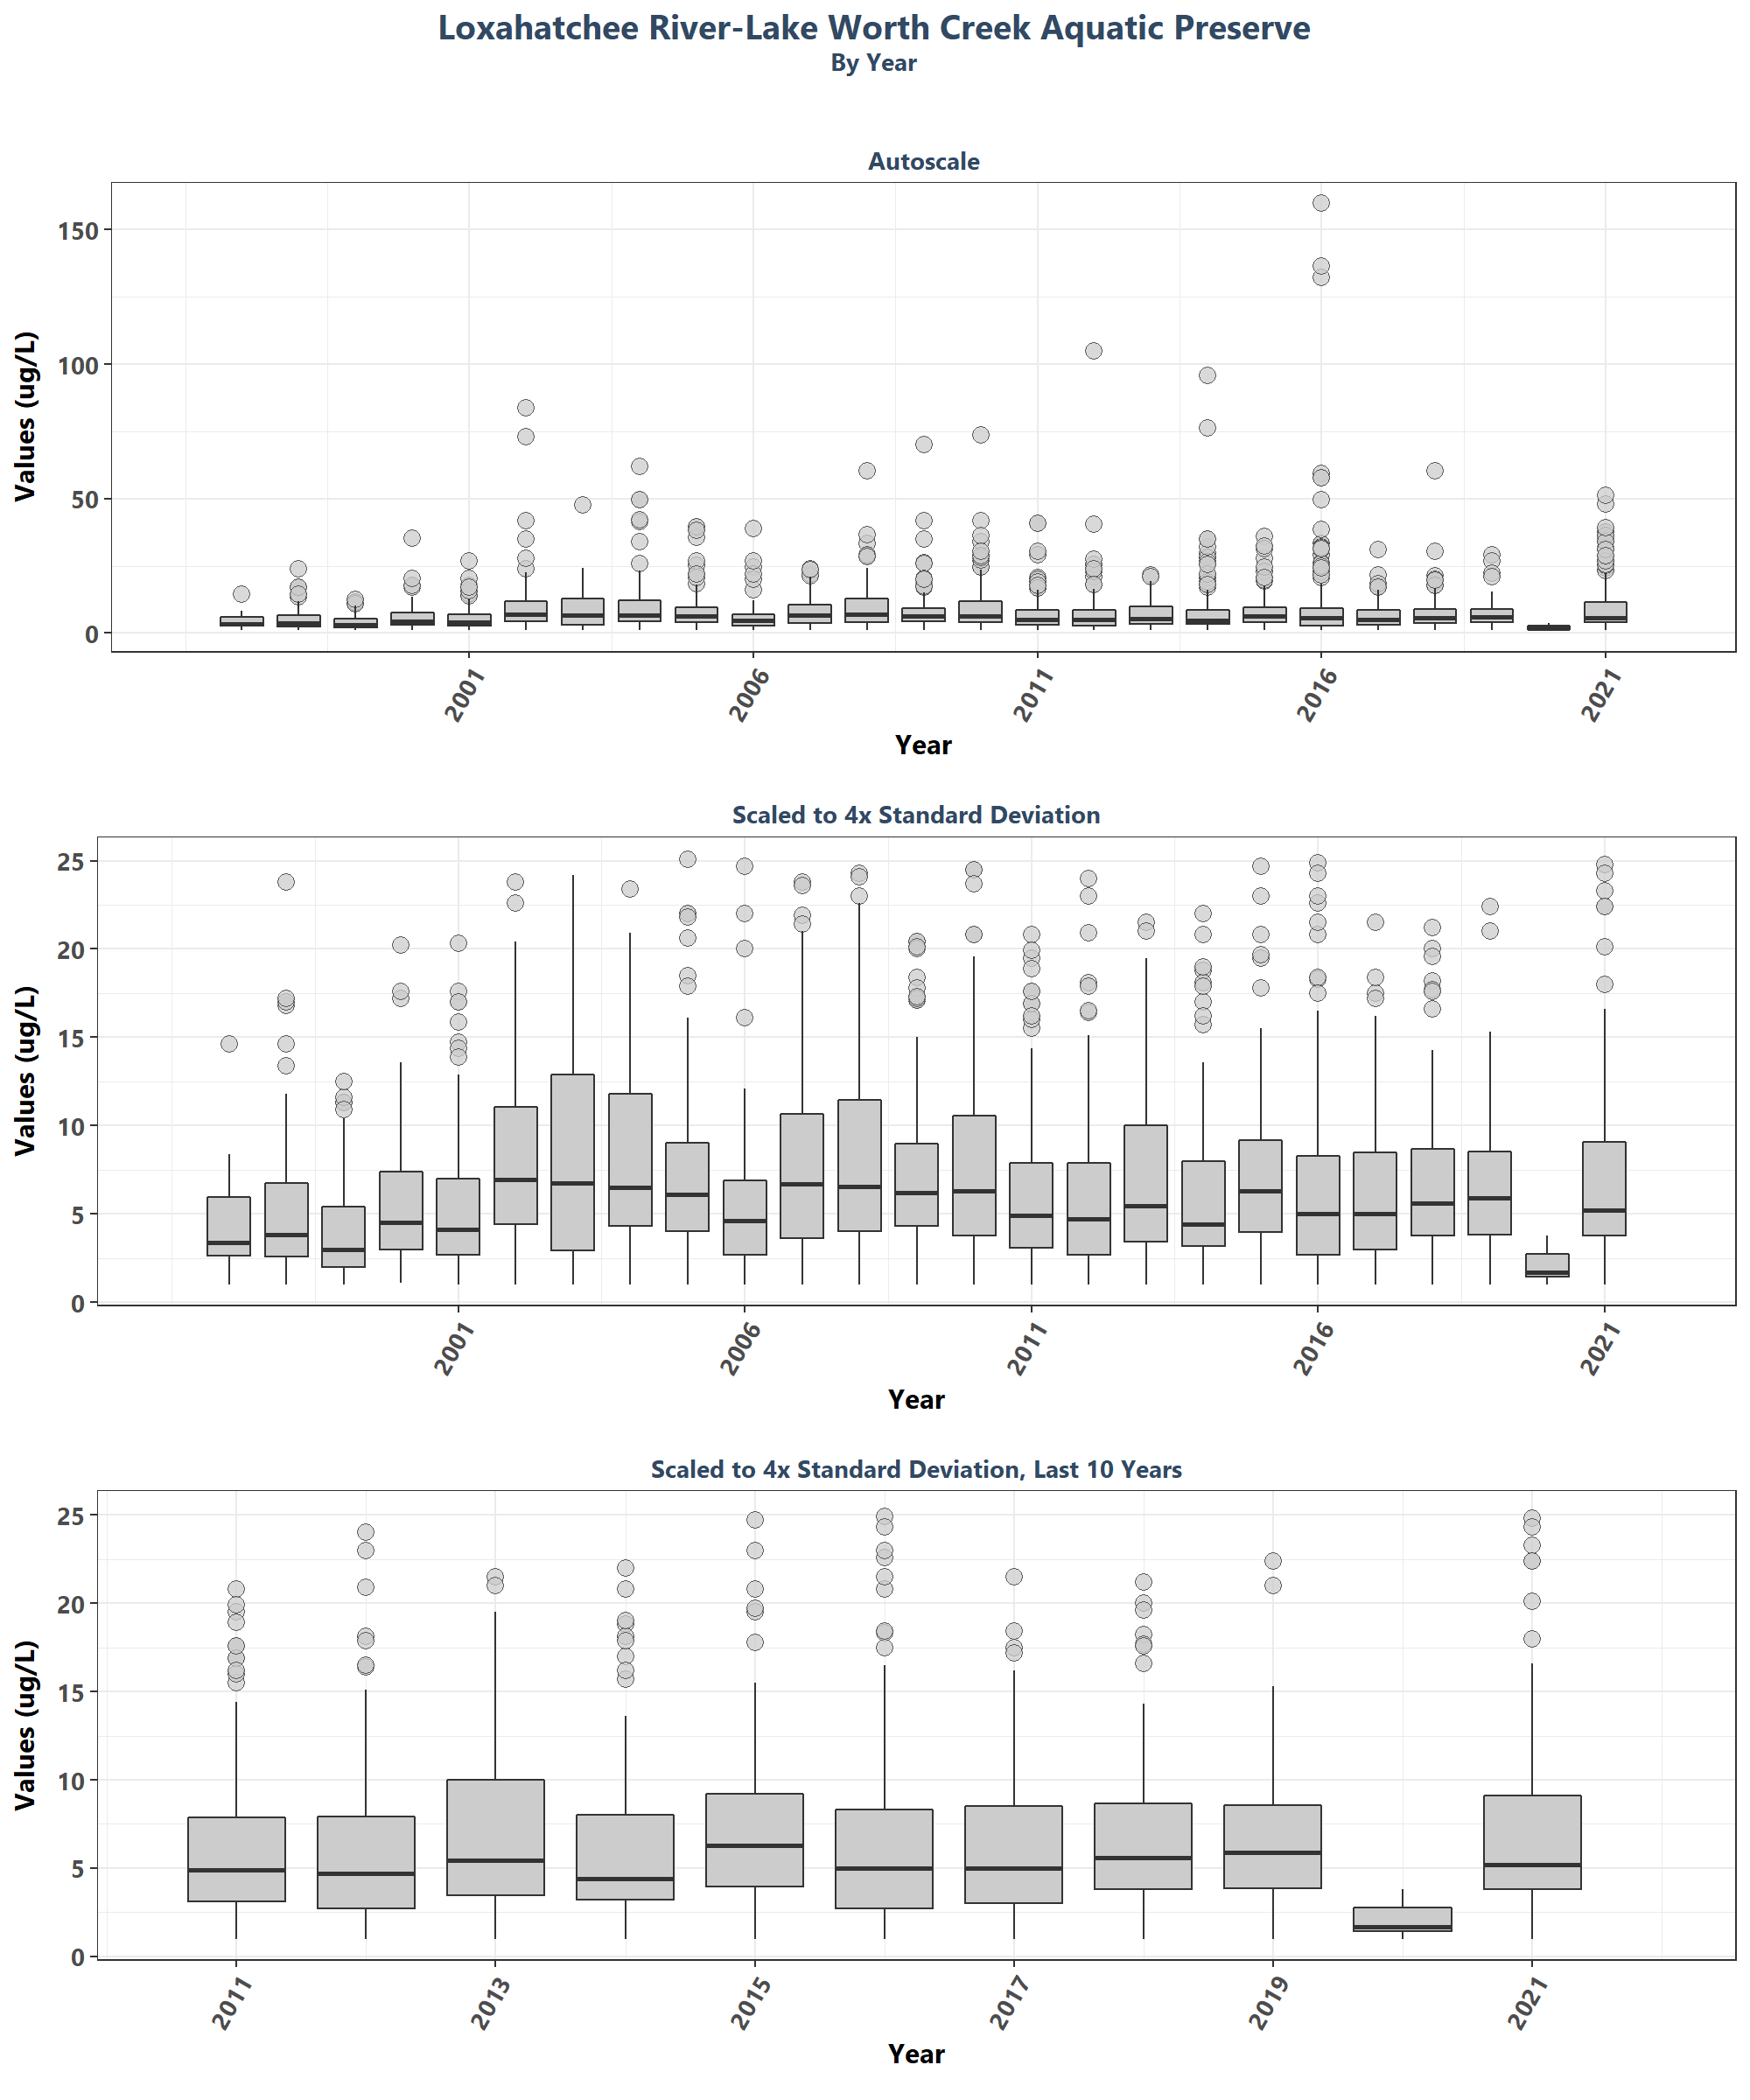 Loxahatchee River-Lake Worth Creek Aquatic Preserve
By Year
Autoscale
Values (ug/L)
150
100
50
0
2001
2006
2011
2016
2021
Year
Scaled to 4x Standard Deviation
Values (ug/L)
25
20
15
10
5
0
2001
2006
2011
2016
2021
Year
Scaled to 4x Standard Deviation, Last 10 Years
Values (ug/L)
25
20
15
10
5
0
2011
2013
2015
2017
2019
2021
Year